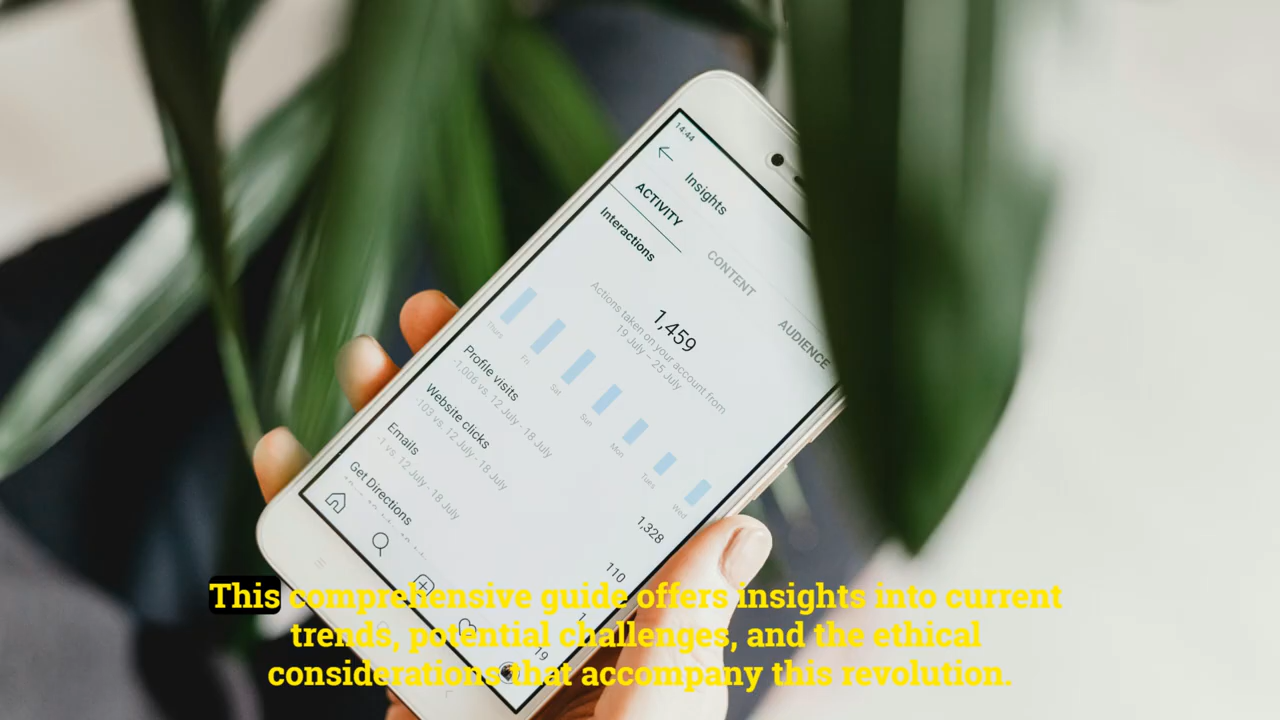 14:44
Insights
ACTIVITY
CONTENT
AUDIENCE
Interactions
1,459
Actions taken on your account from
19 July – 25 July
Thurs
Fri
Sat
Sun
Mon
Tues
Wed
Profile visits
1,328
-1,006 vs. 12 July - 18 July
Website clicks
110
-103 vs. 12 July - 18 July
Emails
1
-1 vs. 12 July - 18 July
Get Directions
19
This comprehensive guide offers insights into current
trends, potential challenges, and the ethical
considerations that accompany this revolution.